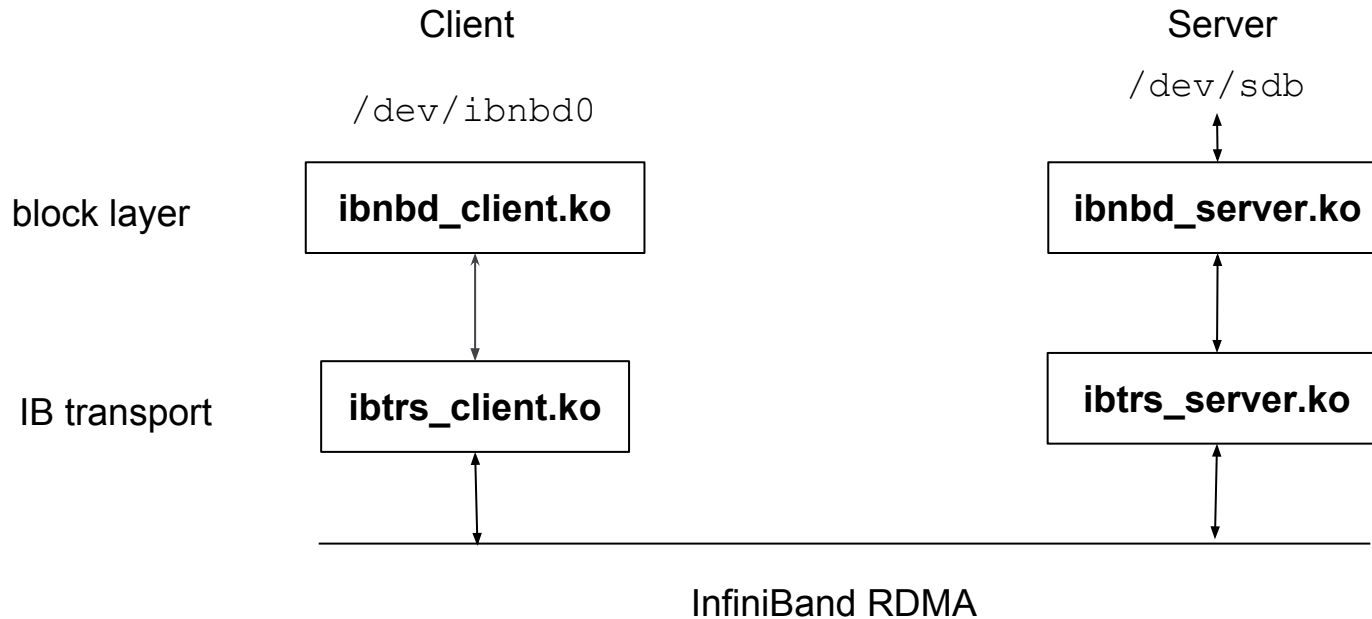 Client
Server
/dev/ibnbd0
/dev/sdb
block layer
ibnbd_client.ko
ibnbd_server.ko
IB transport
ibtrs_client.ko
ibtrs_server.ko
InfiniBand RDMA